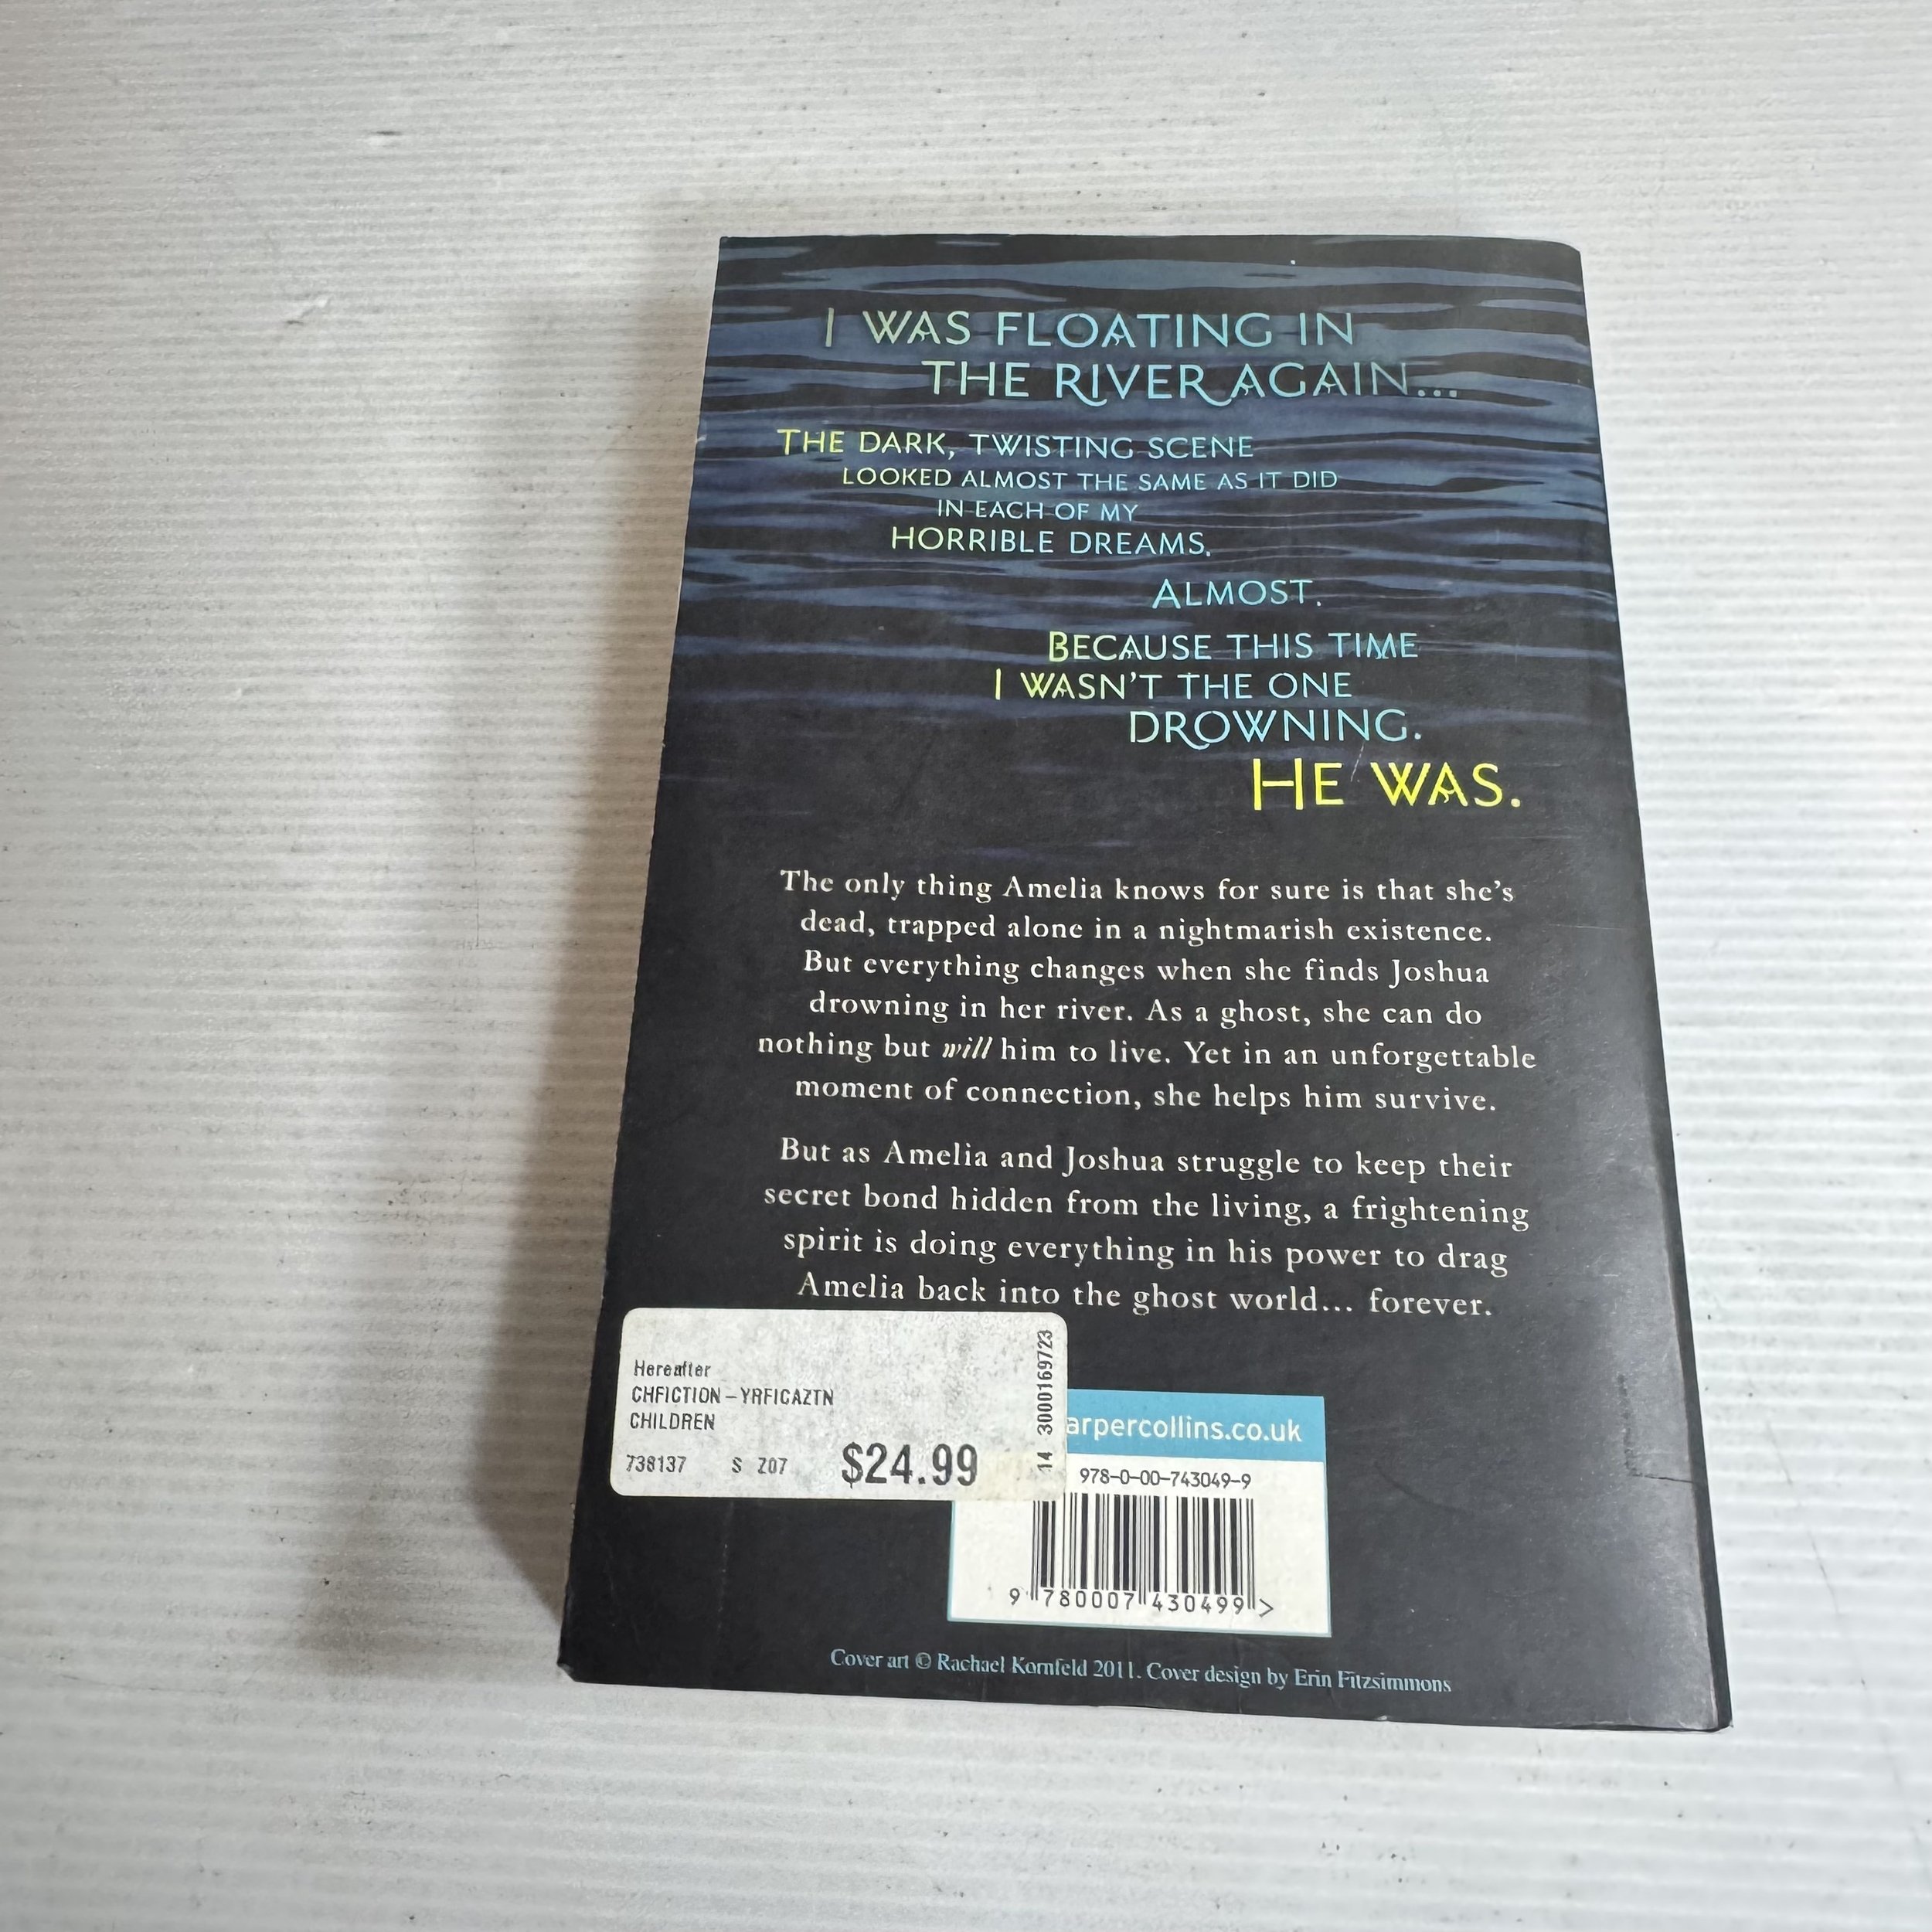 I WAS FLOATING IN
THE RIVER AGAIN...
THE DARK, TWISTING SCENE
LOOKED ALMOST THE SAME AS IT DID
IN EACH OF MY
HORRIBLE DREAMS.
ALMOST.
BECAUSE THIS TIME
I WASN'T THE ONE
DROWNING.
HE WAS.
The only thing Amelia knows for sure is that she's
dead, trapped alone in a nightmarish existence.
But everything changes when she finds Joshua
drowning in her river. As a ghost, she can do
nothing but will him to live. Yet in an unforgettable
moment of connection, she helps him survive.
But as Amelia and Joshua struggle to keep their
secret bond hidden from the living, a frightening
spirit is doing everything in his power to drag
Amelia back into the ghost world... forever.
Hereafter
CHFICTION – YRFICAZTN
CHILDREN
738137 S Z07 $24.99
14 3000169723
arpercollins.co.uk
978-0-00-743049-9
9 780007 430499 >
Cover art © Rachael Kornfeld 2011. Cover design by Erin Fitzsimmons